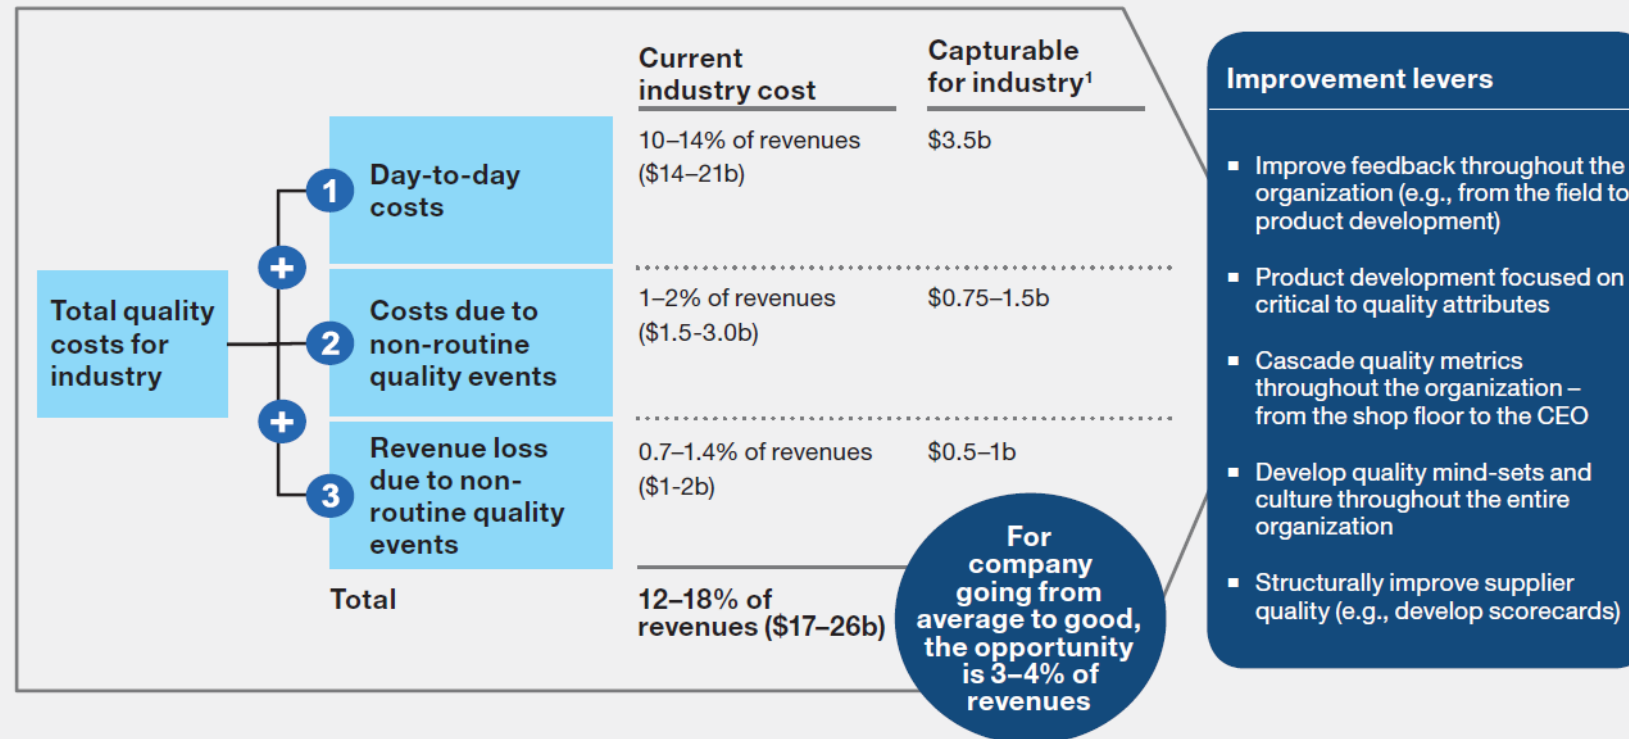 Current
industry cost
Capturable
for industry¹
Improvement levers
1
Day-to-day
costs
10–14% of revenues
($14–21b)
$3.5b
+
Total quality
costs for
industry
2
Costs due to
non-routine
quality events
1–2% of revenues
($1.5-3.0b)
$0.75–1.5b
+
3
Revenue loss
due to non-
routine quality
events
0.7–1.4% of revenues
($1-2b)
$0.5–1b
Total
12–18% of
revenues ($17–26b)
For
company
going from
average to good,
the opportunity
is 3–4% of
revenues
▪ Improve feedback throughout the
organization (e.g., from the field to
product development)
▪ Product development focused on
critical to quality attributes
▪ Cascade quality metrics
throughout the organization –
from the shop floor to the CEO
▪ Develop quality mind-sets and
culture throughout the entire
organization
▪ Structurally improve supplier
quality (e.g., develop scorecards)